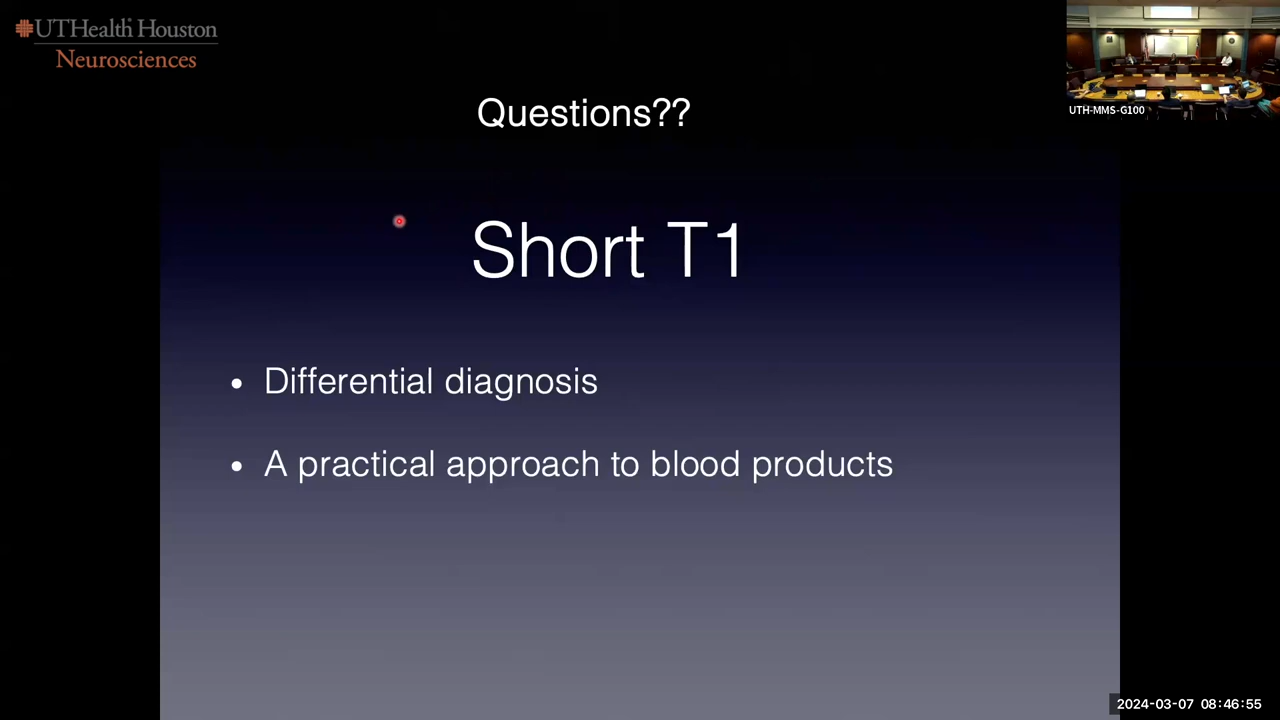 UTHealth Houston
Neurosciences
UTH-MMS-G100
Questions??
Short T1
• Differential diagnosis
• A practical approach to blood products
2024-03-07 08:46:55